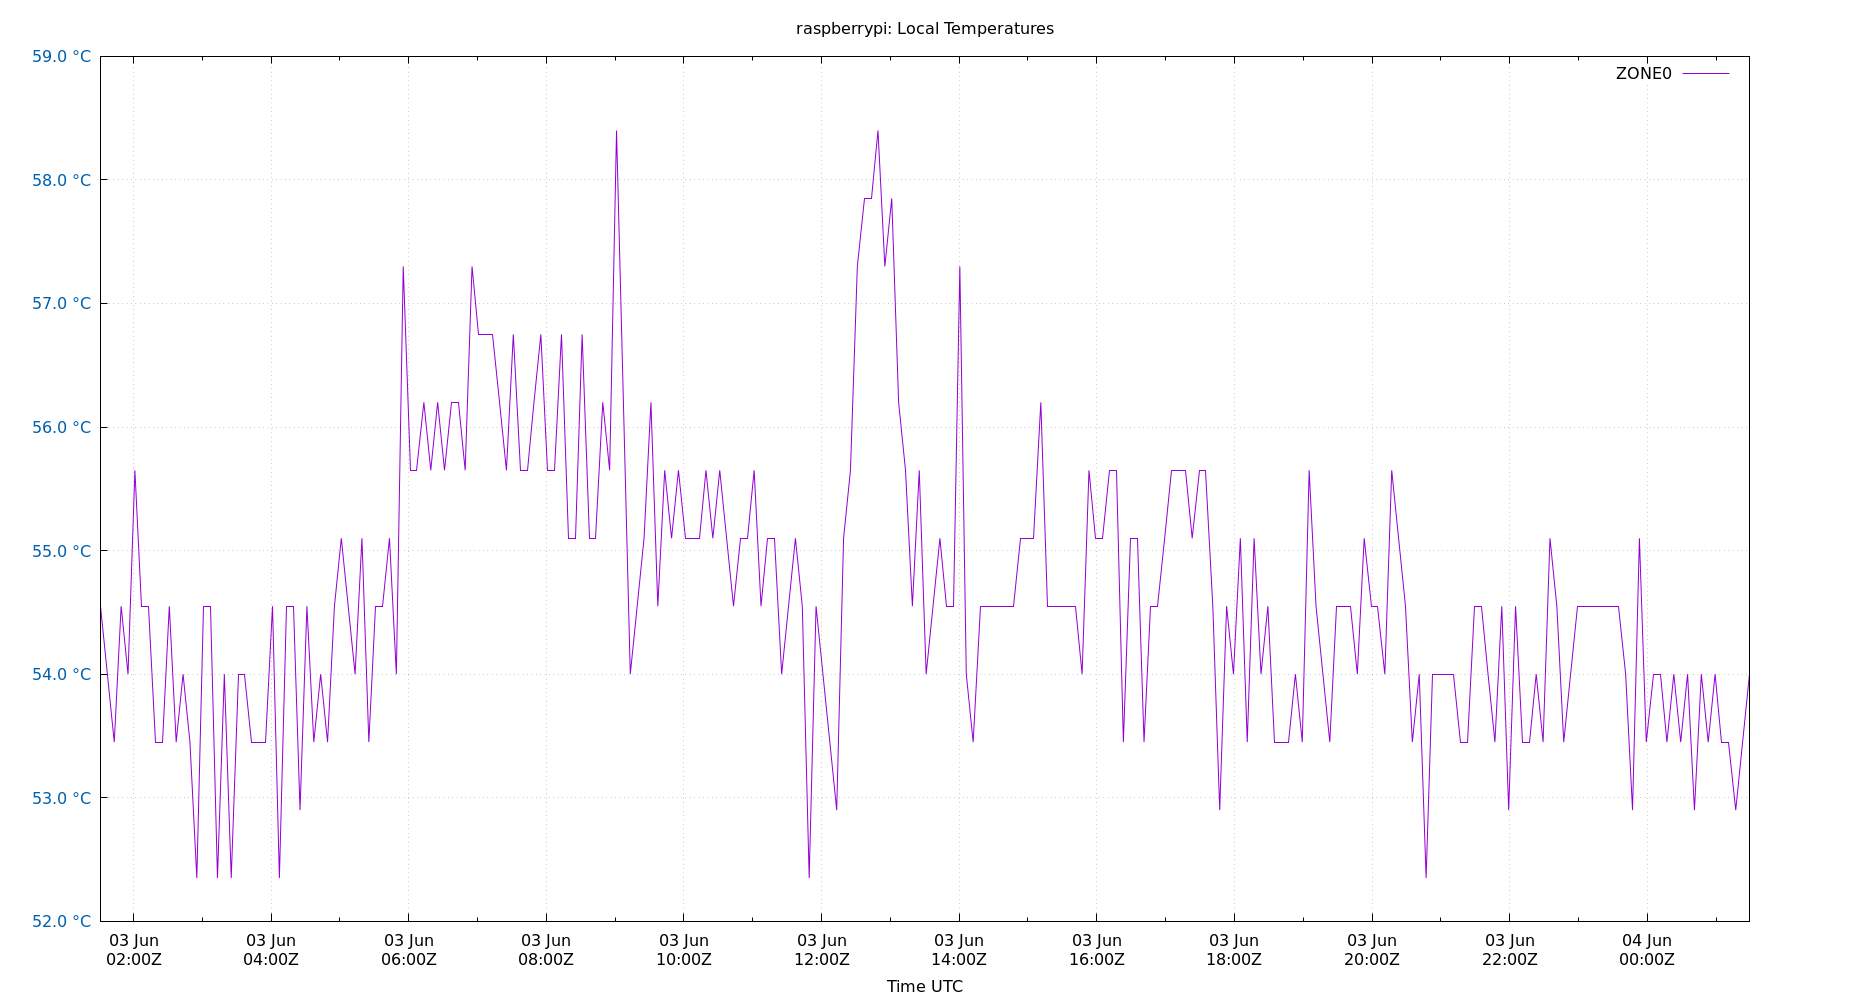 raspberrypi: Local Temperatures
59.0 °C
ZONE0
58.0 °C
57.0 °C
56.0 °C
55.0 °C
54.0 °C
53.0 °C
52.0 °C
03 Jun 03 Jun 03 Jun 03 Jun 03 Jun 03 Jun 03 Jun 03 Jun 03 Jun 03 Jun 03 Jun 04 Jun
02:00Z 04:00Z 06:00Z 08:00Z 10:00Z 12:00Z 14:00Z 16:00Z 18:00Z 20:00Z 22:00Z 00:00Z
Time UTC